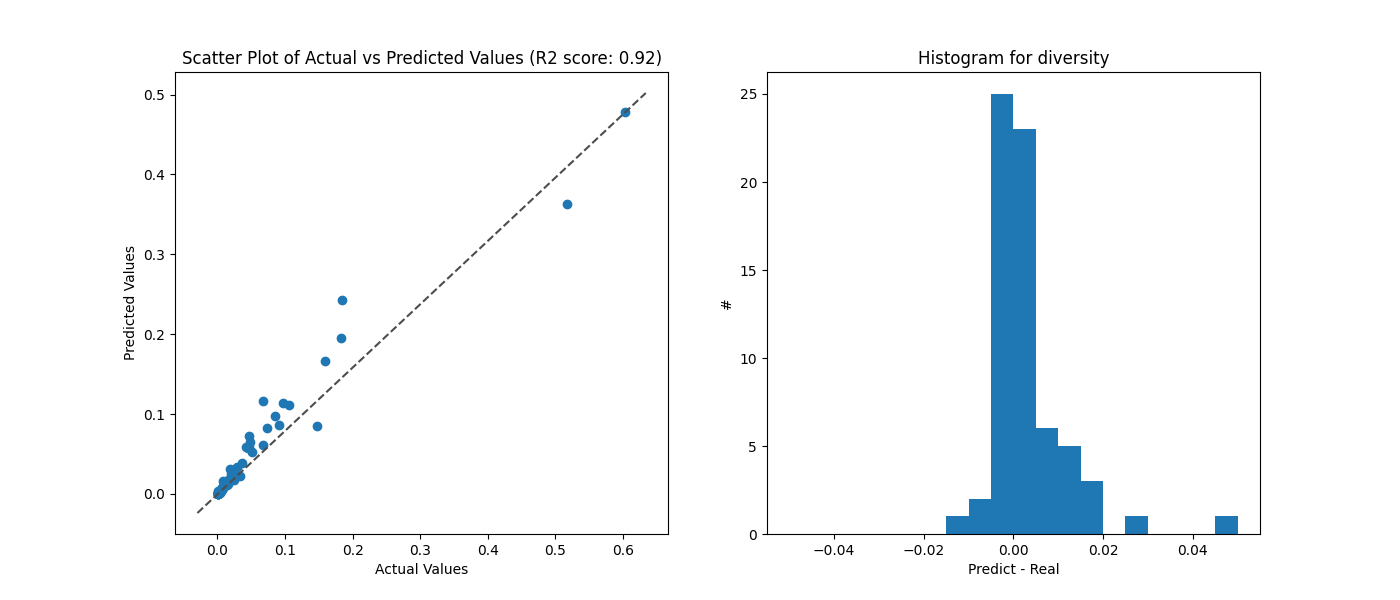 Scatter Plot of Actual vs Predicted Values (R2 score: 0.92)
0.5
0.4
0.3
0.2
0.1
0.0
Predicted Values
0.0 0.1 0.2 0.3 0.4 0.5 0.6
Actual Values
Histogram for diversity
25
20
15
10
5
0
#
−0.04 −0.02 0.00 0.02 0.04
Predict - Real